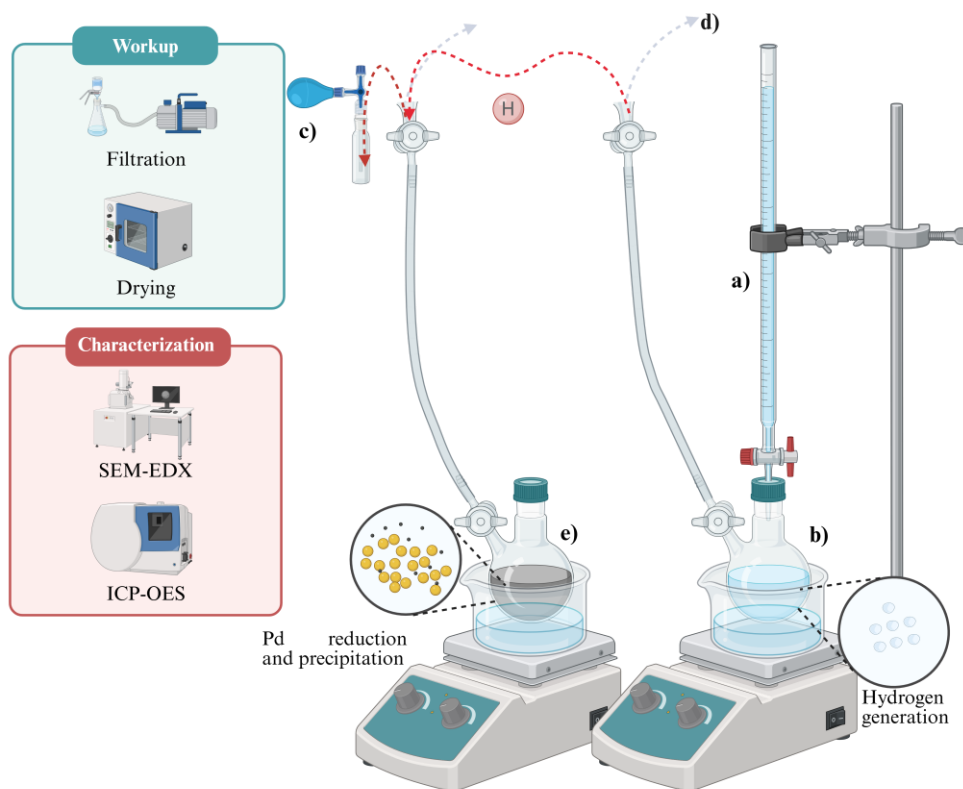 Workup
Filtration
Drying
Characterization
SEM-EDX
ICP-OES
c)
H
d)
a)
e)
b)
Pd reduction
and precipitation
Hydrogen
generation